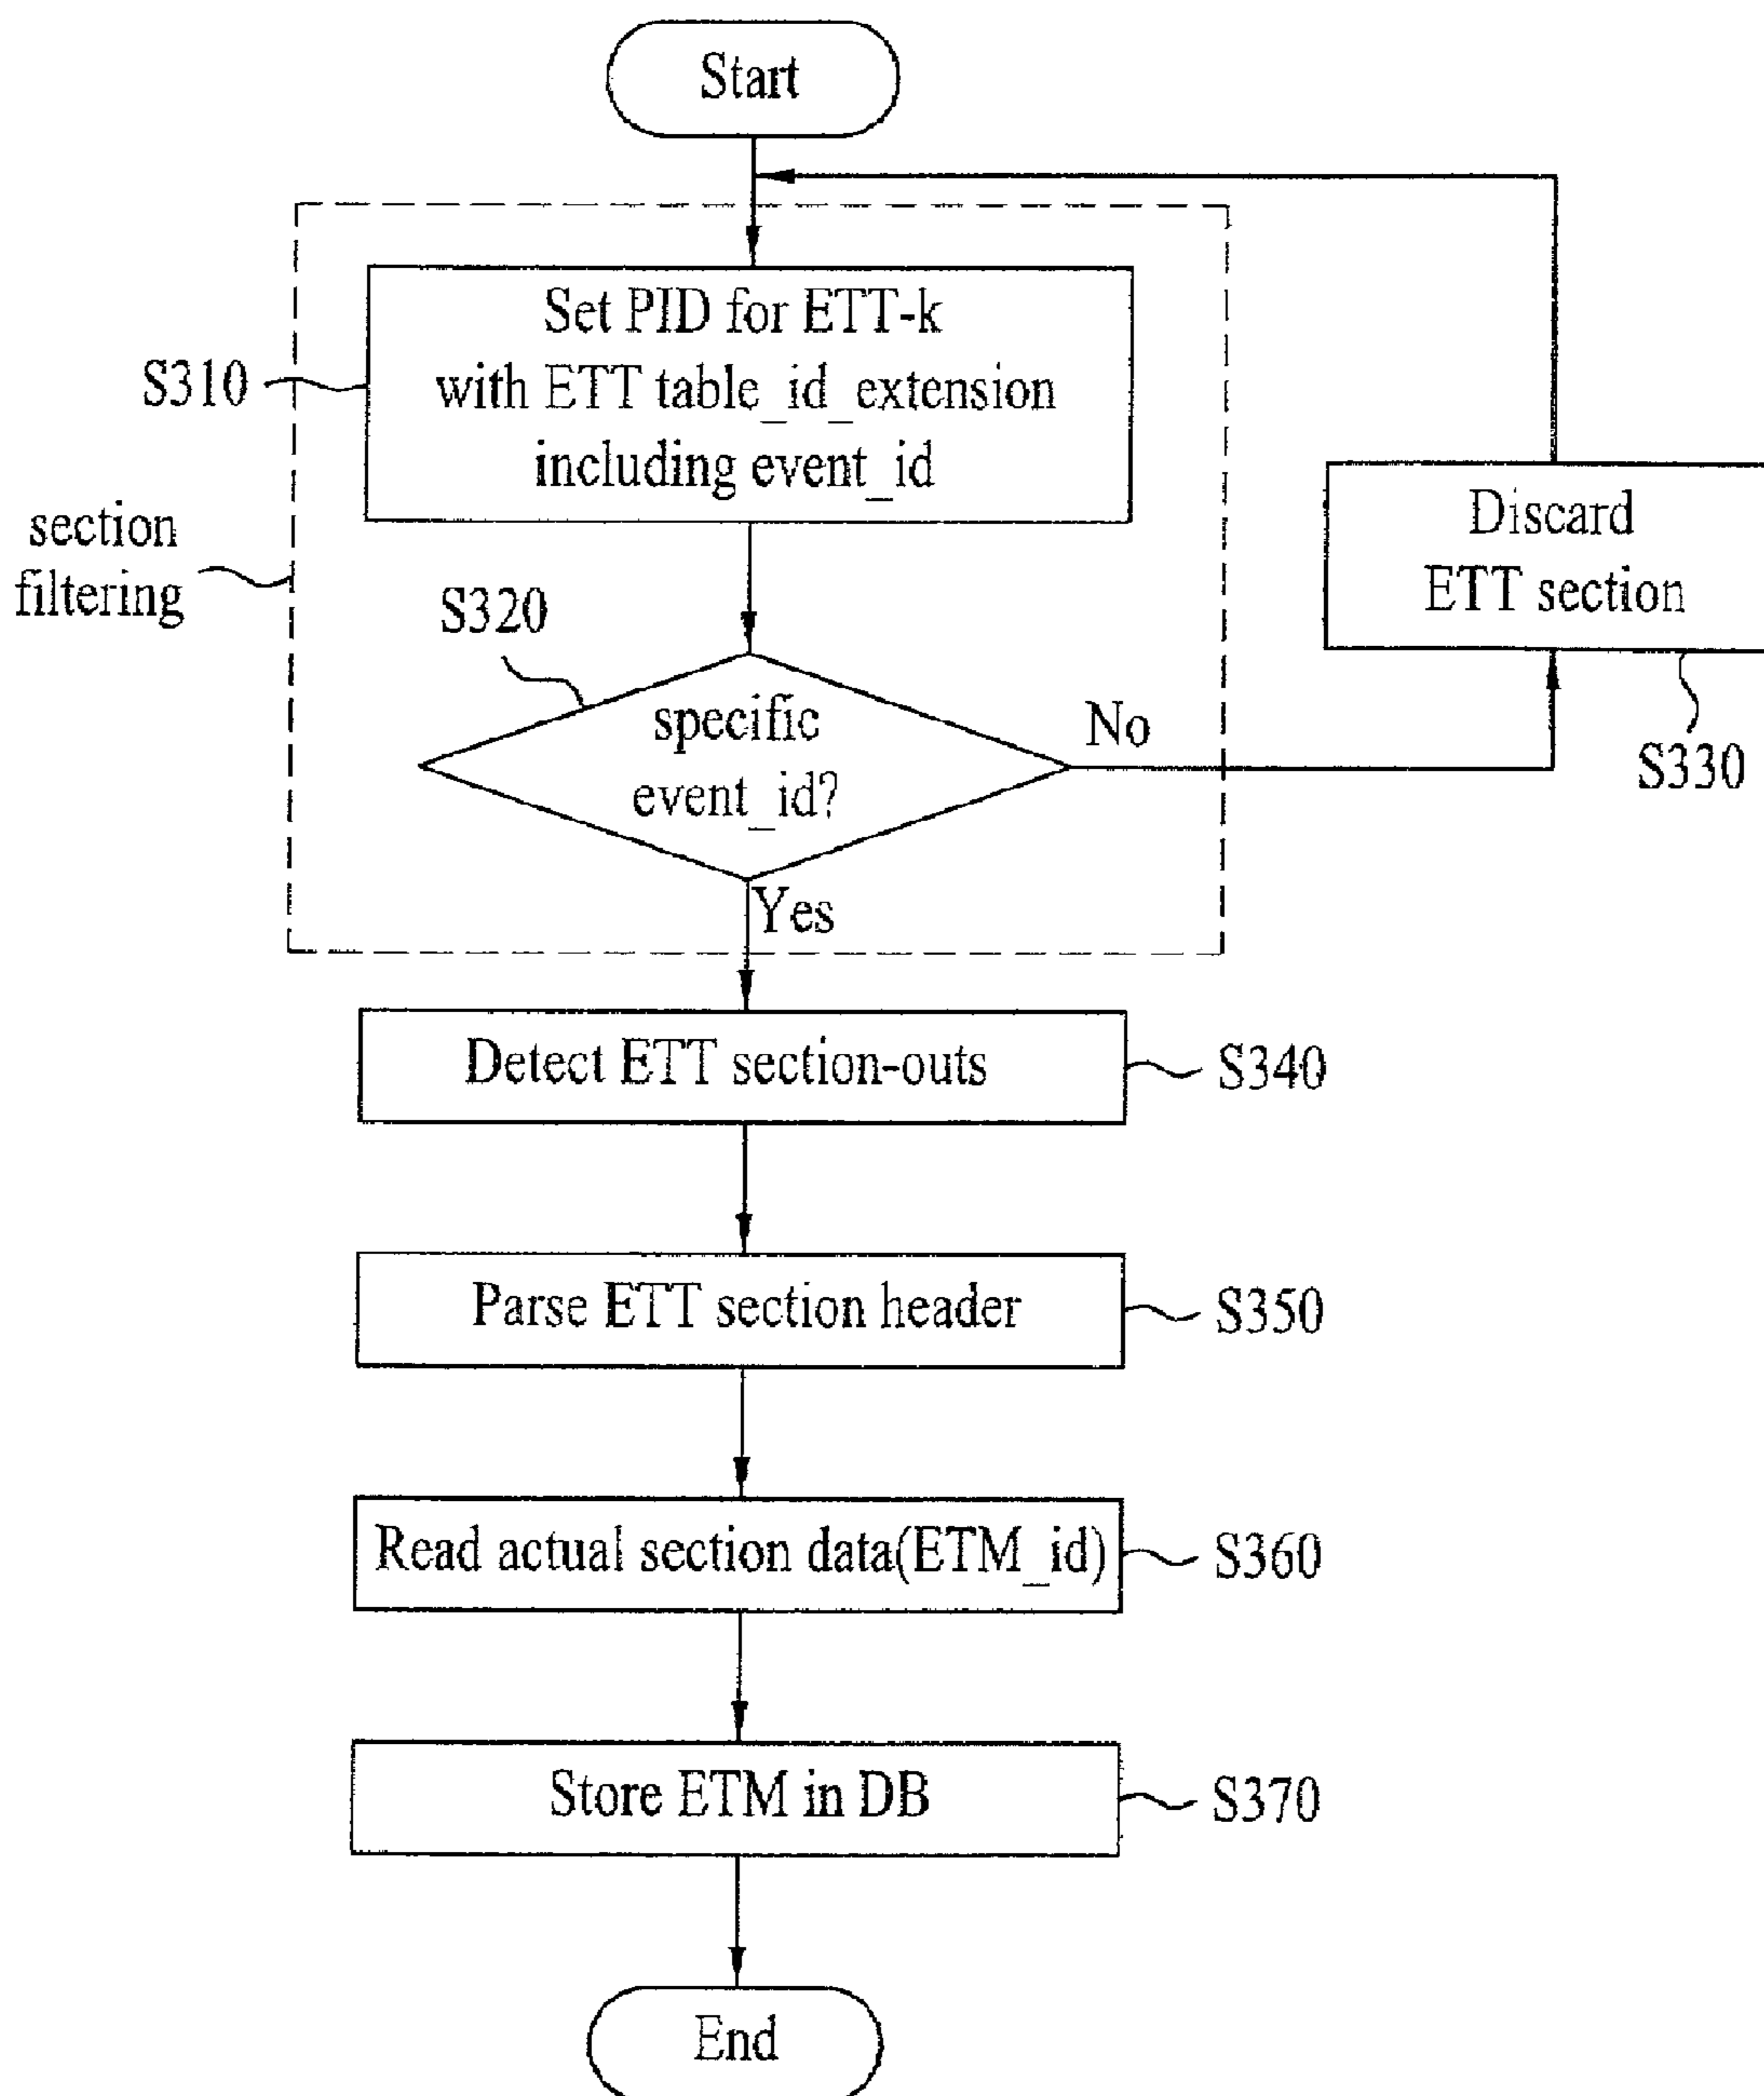 Start
Set PID for ETT-k
with ETT table_id_extension
including event_id
S310
section
filtering
Discard
ETT section
S330
S320
specific
event_id?
No
Yes
Detect ETT section-outs
S340
Parse ETT section header
S350
Read actual section data(ETM_id)
S360
Store ETM in DB
S370
End